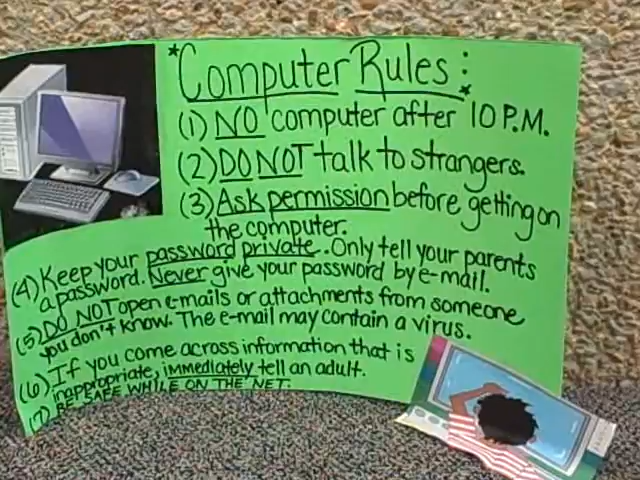 *Computer Rules:*
(1) NO computer after 10 P.M.
(2) DO NOT talk to strangers.
(3) Ask permission before getting on
the computer.
(4) Keep your password private. Only tell your parents
a password. Never give your password by e-mail.
(5) DO NOT open e-mails or attachments from someone
you don't know. The e-mail may contain a virus.
(6) If you come across information that is
inappropriate, immediately tell an adult.
(7) BE SAFE WHILE ON THE NET.